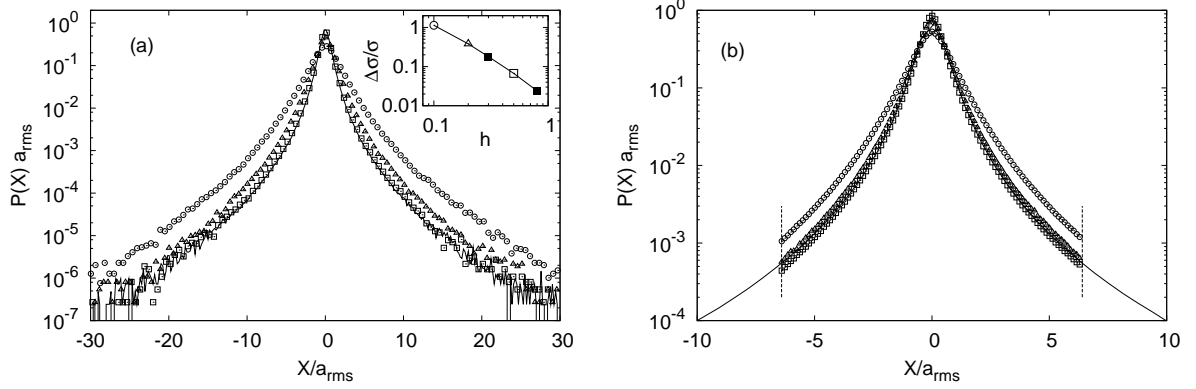 (a)
P(X) a_rms
10^0
10^-1
10^-2
10^-3
10^-4
10^-5
10^-6
10^-7
-30 -20 -10 0 10 20 30
X/a_rms
Δσ/σ
1
0.1
0.01
0.1 1
h
(b)
P(X) a_rms
10^0
10^-1
10^-2
10^-3
10^-4
-10 -5 0 5 10
X/a_rms